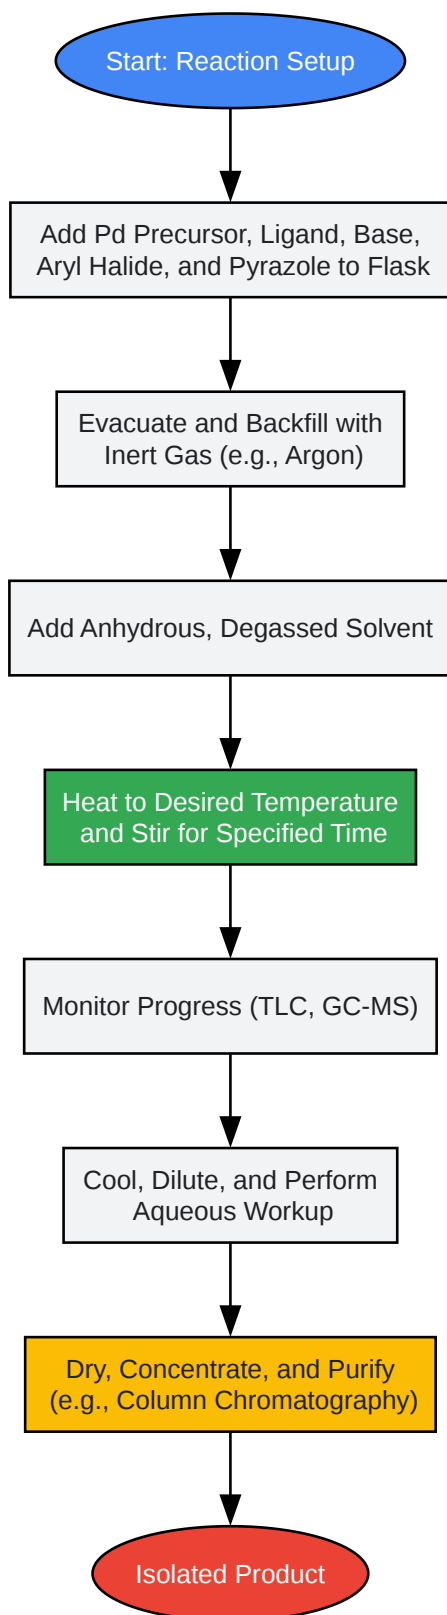 Start: Reaction Setup
Add Pd Precursor, Ligand, Base,
Aryl Halide, and Pyrazole to Flask
Evacuate and Backfill with
Inert Gas (e.g., Argon)
Add Anhydrous, Degassed Solvent
Heat to Desired Temperature
and Stir for Specified Time
Monitor Progress (TLC, GC-MS)
Cool, Dilute, and Perform
Aqueous Workup
Dry, Concentrate, and Purify
(e.g., Column Chromatography)
Isolated Product